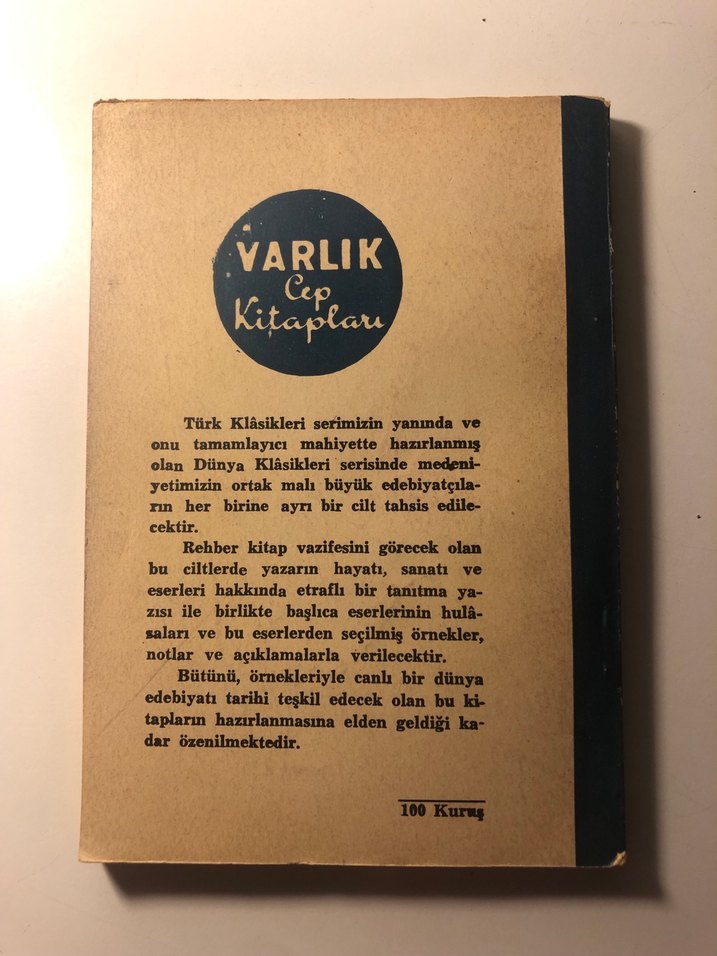 VARLIK
Cep
Kitapları
Türk Klâsikleri serimizin yanında ve
onu tamamlayıcı mahiyette hazırlanmış
olan Dünya Klâsikleri serisinde medeni-
yetimizin ortak malı büyük edebiyatçıla-
rın her birine ayrı bir cilt tahsis edile-
cektir.
Rehber kitap vazifesini görecek olan
bu ciltlerde yazarın hayatı, sanatı ve
eserleri hakkında etraflı bir tanıtma ya-
zısı ile birlikte başlıca eserlerinin hulâ-
saları ve bu eserlerden seçilmiş örnekler,
notlar ve açıklamalarla verilecektir.
Bütünü, örnekleriyle canlı bir dünya
edebiyatı tarihi teşkil edecek olan bu ki-
tapların hazırlanmasına elden geldiği ka-
dar özenilmektedir.
100 Kuruş